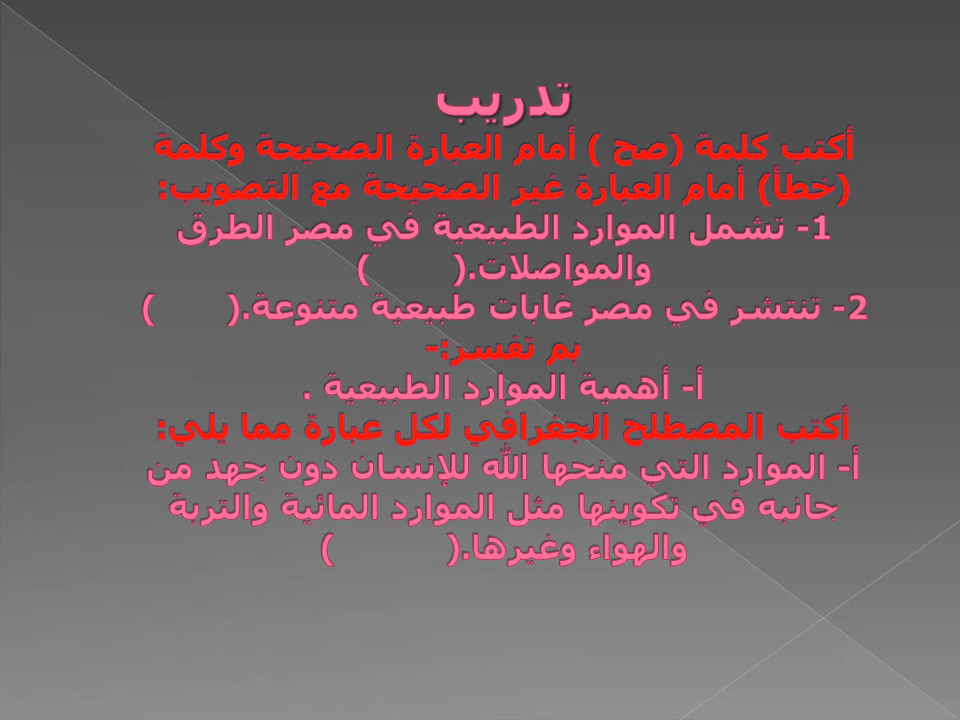 تدريب
أكتب كلمة (صح ) أمام العبارة الصحيحة وكلمة
(خطأ) أمام العبارة غير الصحيحة مع التصويب:
1- تشمل الموارد الطبيعية في مصر الطرق
والمواصلات.( )
2- تنتشر في مصر غابات طبيعية متنوعة.( )
بم تفسر:-
أ- أهمية الموارد الطبيعية .
أكتب المصطلح الجغرافي لكل عبارة مما يلي:
أ- الموارد التي منحها الله للإنسان دون جهد من
جانبه في تكوينها مثل الموارد المائية والتربة
والهواء وغيرها.( )